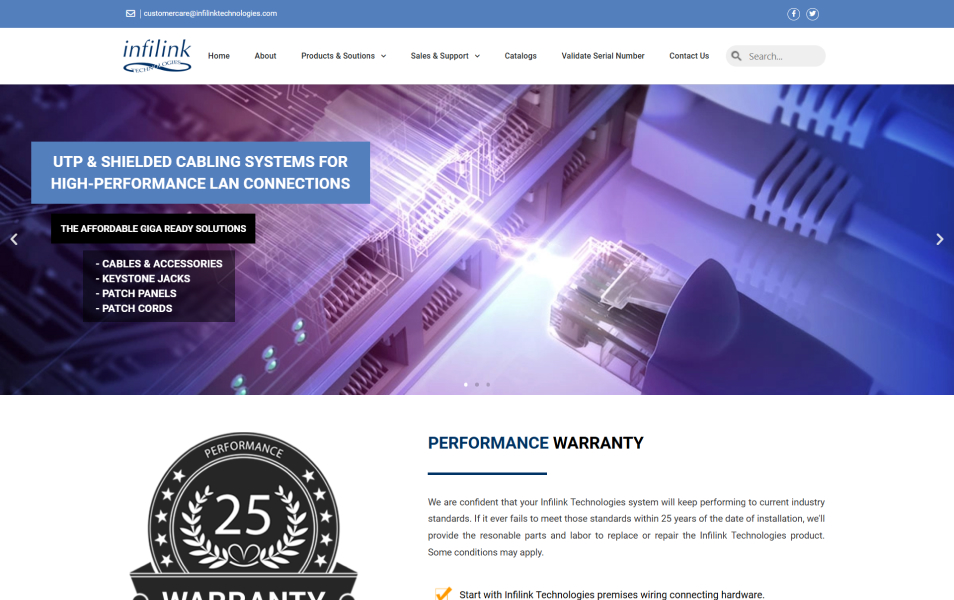 customercare@infilinktechnologies.com
infilink
TECHNOLOGIES
Home
About
Products & Soutions
Sales & Support
Catalogs
Validate Serial Number
Contact Us
Search...
UTP & SHIELDED CABLING SYSTEMS FOR
HIGH-PERFORMANCE LAN CONNECTIONS
THE AFFORDABLE GIGA READY SOLUTIONS
- CABLES & ACCESSORIES
- KEYSTONE JACKS
- PATCH PANELS
- PATCH CORDS
PERFORMANCE
25
WARRANTY
PERFORMANCE WARRANTY
We are confident that your Infilink Technologies system will keep performing to current industry
standards. If it ever fails to meet those standards within 25 years of the date of installation, we'll
provide the resonable parts and labor to replace or repair the Infilink Technologies product.
Some conditions may apply.
Start with Infilink Technologies premises wiring connecting hardware.